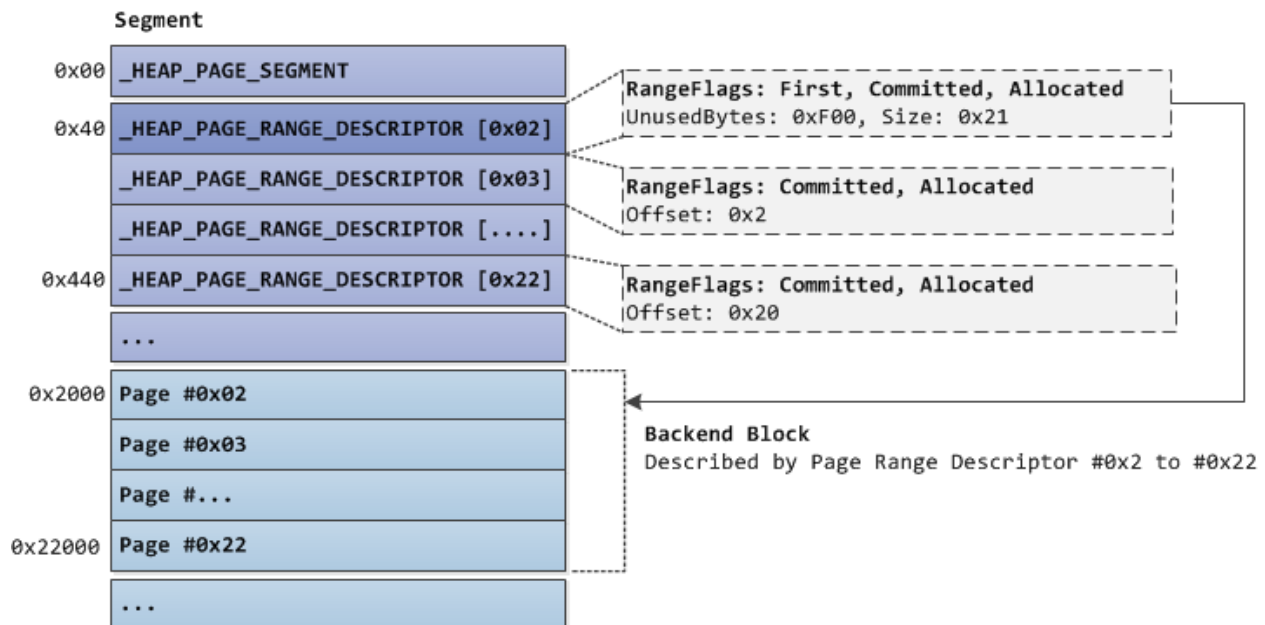 Segment
0x00 _HEAP_PAGE_SEGMENT
RangeFlags: First, Committed, Allocated
UnusedBytes: 0xF00, Size: 0x21
0x40 _HEAP_PAGE_RANGE_DESCRIPTOR [0x02]
_HEAP_PAGE_RANGE_DESCRIPTOR [0x03]
RangeFlags: Committed, Allocated
Offset: 0x2
_HEAP_PAGE_RANGE_DESCRIPTOR [....]
0x440 _HEAP_PAGE_RANGE_DESCRIPTOR [0x22]
RangeFlags: Committed, Allocated
Offset: 0x20
...
0x2000 Page #0x02
Page #0x03
Backend Block
Described by Page Range Descriptor #0x2 to #0x22
Page #...
0x22000 Page #0x22
...